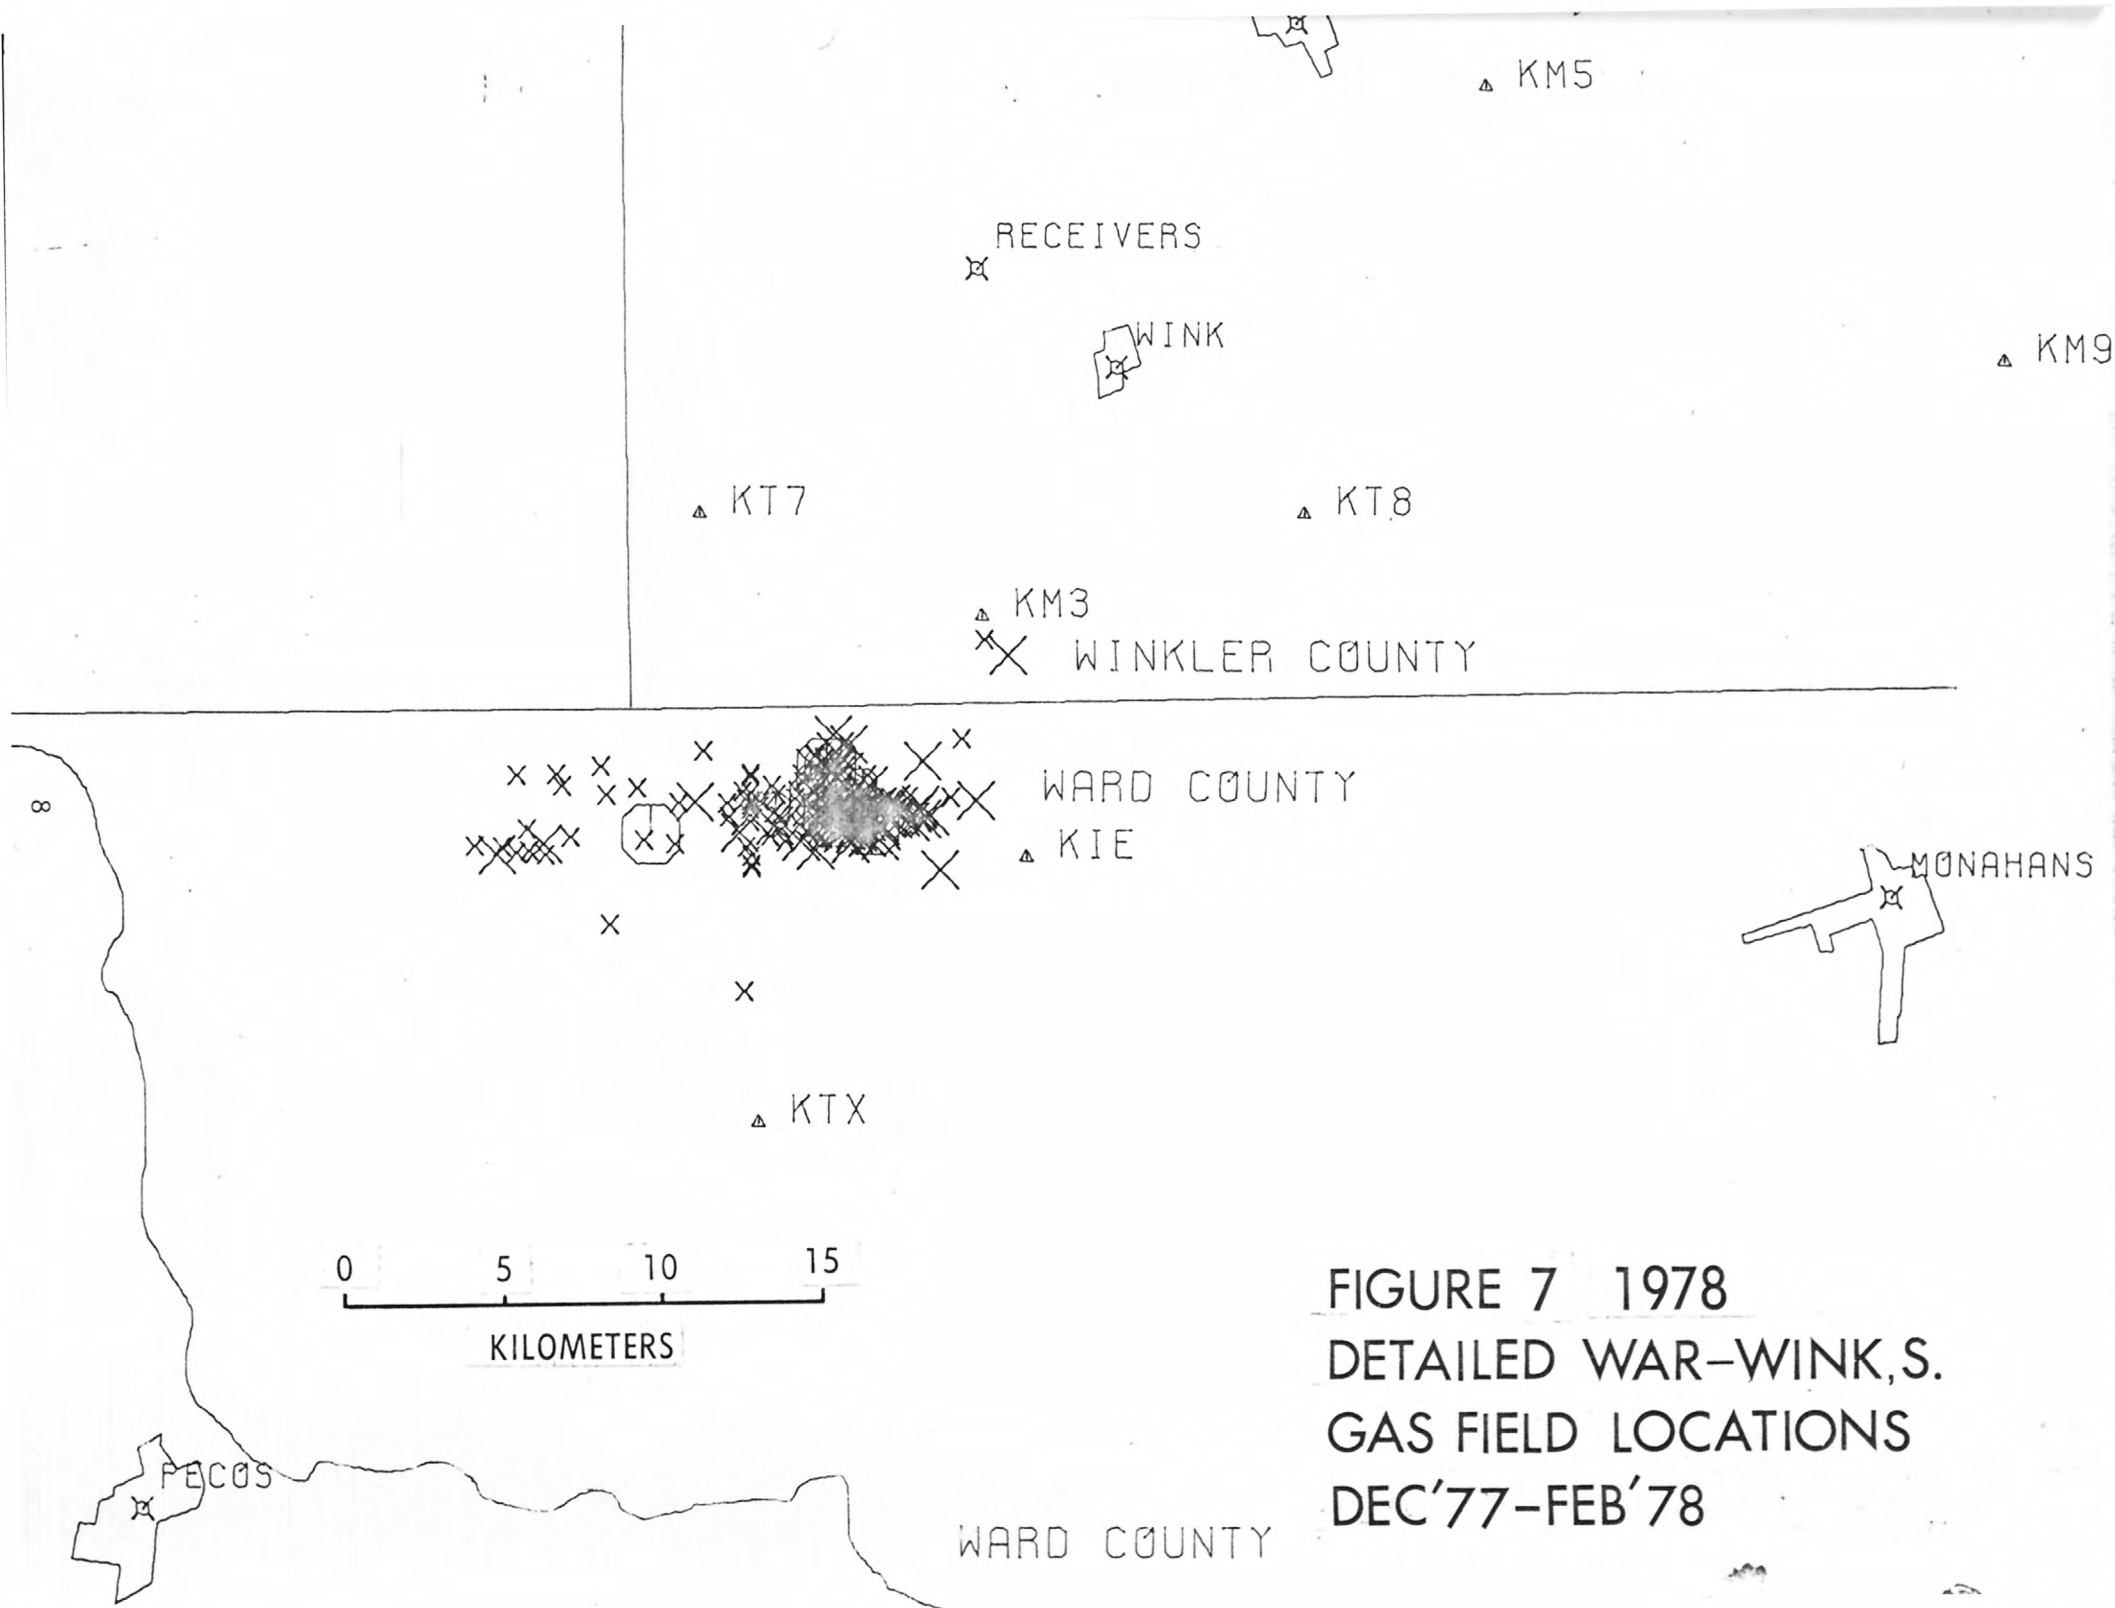 KM5
RECEIVERS
WINK
KM9
KT7
KT8
KM3
WINKLER COUNTY
WARD COUNTY
8
KIE
MONAHANS
KTX
0 5 10 15
KILOMETERS
FIGURE 7 1978
DETAILED WAR-WINK,S.
GAS FIELD LOCATIONS
DEC'77-FEB'78
PECOS
WARD COUNTY